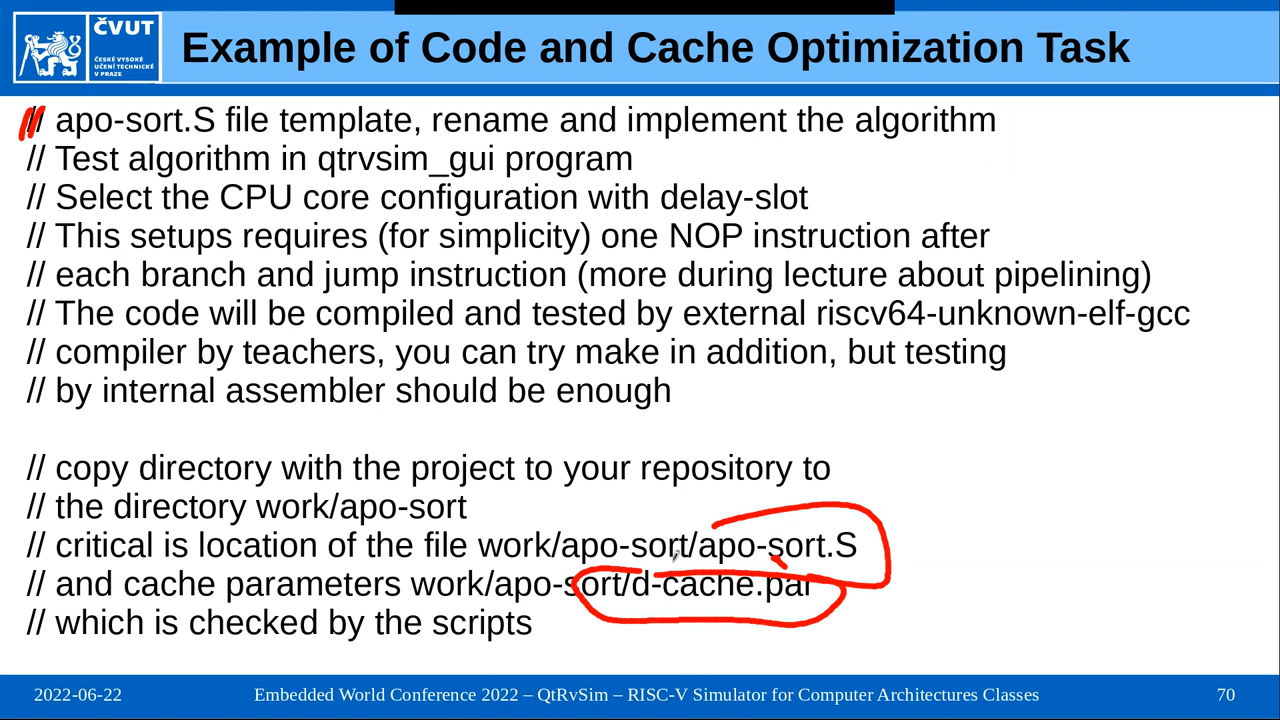 ČVUT
ČESKÉ VYSOKÉ
UČENÍ TECHNICKÉ
V PRAZE
Example of Code and Cache Optimization Task
// apo-sort.S file template, rename and implement the algorithm
// Test algorithm in qtrvsim_gui program
// Select the CPU core configuration with delay-slot
// This setups requires (for simplicity) one NOP instruction after
// each branch and jump instruction (more during lecture about pipelining)
// The code will be compiled and tested by external riscv64-unknown-elf-gcc
// compiler by teachers, you can try make in addition, but testing
// by internal assembler should be enough
// copy directory with the project to your repository to
// the directory work/apo-sort
// critical is location of the file work/apo-sort/apo-sort.S
// and cache parameters work/apo-sort/d-cache.par
// which is checked by the scripts
2022-06-22
Embedded World Conference 2022 – QtRvSim – RISC-V Simulator for Computer Architectures Classes
70